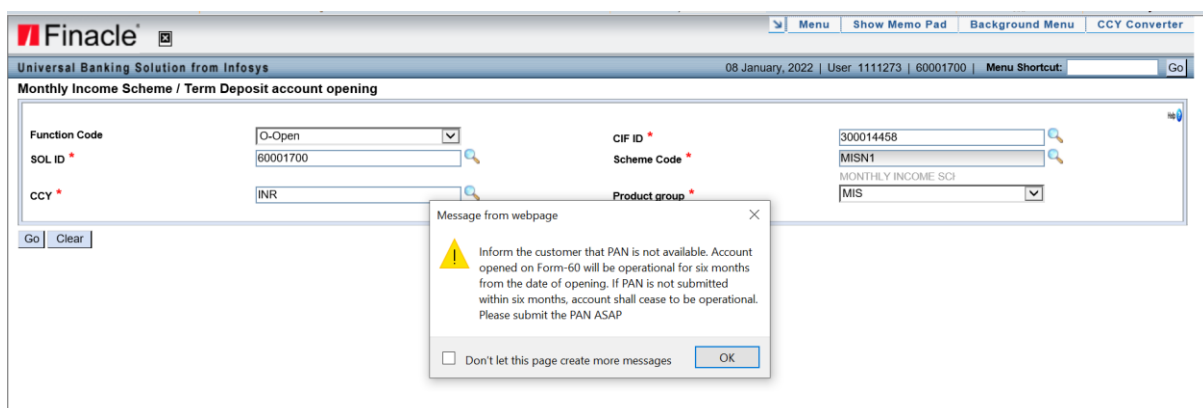 Finacle
Menu | Show Memo Pad | Background Menu | CCY Converter
Universal Banking Solution from Infosys
08 January, 2022 | User 1111273 | 60001700 | Menu Shortcut: Go
Monthly Income Scheme / Term Deposit account opening
Function Code O-Open CIF ID * 300014458
SOL ID * 60001700 Scheme Code * MISN1
MONTHLY INCOME SCH
CCY * INR Product group * MIS
Go Clear
Message from webpage
Inform the customer that PAN is not available. Account
opened on Form-60 will be operational for six months
from the date of opening. If PAN is not submitted
within six months, account shall cease to be operational.
Please submit the PAN ASAP
Don't let this page create more messages OK